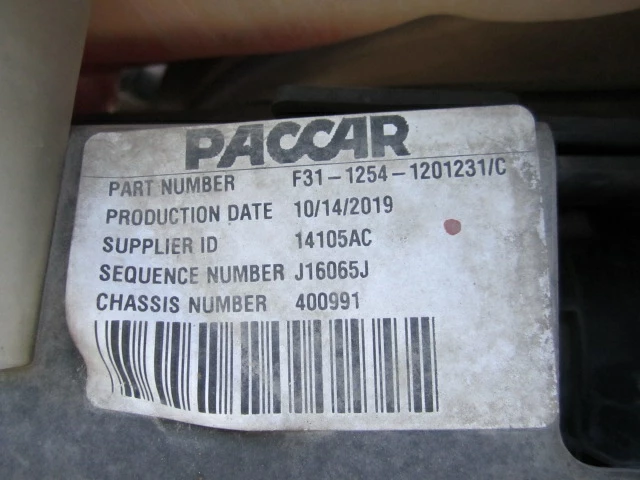 PACCAR
PART NUMBER F31-1254-1201231/C
PRODUCTION DATE 10/14/2019
SUPPLIER ID 14105AC
SEQUENCE NUMBER J16065J
CHASSIS NUMBER 400991